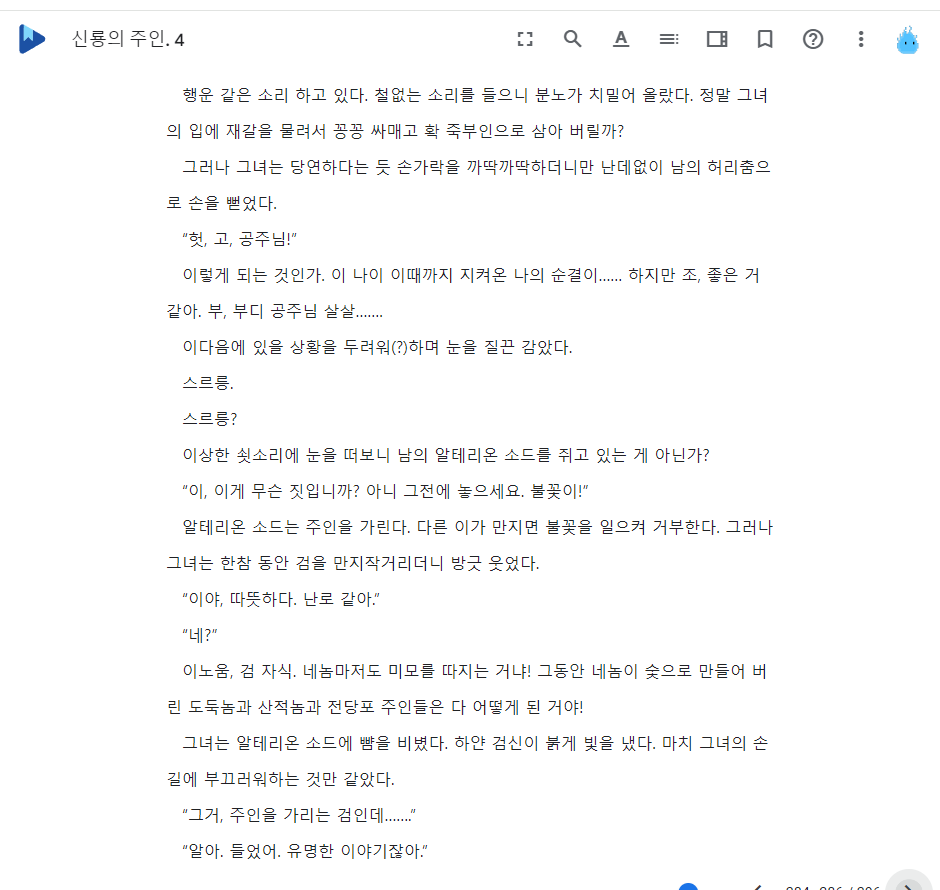 신룡의 주인. 4
행운 같은 소리 하고 있다. 철없는 소리를 들으니 분노가 치밀어 올랐다. 정말 그녀
의 입에 재갈을 물려서 꽁꽁 싸매고 확 죽부인으로 삼아 버릴까?
그러나 그녀는 당연하다는 듯 손가락을 까딱까딱하더니만 난데없이 남의 허리춤으
로 손을 뻗었다.
“헛, 고, 공주님!”
이렇게 되는 것인가. 이 나이 이때까지 지켜온 나의 순결이...... 하지만 조, 좋은 거
같아. 부, 부디 공주님 살살.......
이다음에 있을 상황을 두려워(?)하며 눈을 질끈 감았다.
스르릉.
스르릉?
이상한 쇳소리에 눈을 떠보니 남의 알테리온 소드를 쥐고 있는 게 아닌가?
“이, 이게 무슨 짓입니까? 아니 그전에 놓으세요. 불꽃이!”
알테리온 소드는 주인을 가린다. 다른 이가 만지면 불꽃을 일으켜 거부한다. 그러나
그녀는 한참 동안 검을 만지작거리더니 방긋 웃었다.
“이야, 따뜻하다. 난로 같아.”
“네?”
이노움, 검 자식. 네놈마저도 미모를 따지는 거냐! 그동안 네놈이 숯으로 만들어 버
린 도둑놈과 산적놈과 전당포 주인들은 다 어떻게 된 거야!
그녀는 알테리온 소드에 뺨을 비볐다. 하얀 검신이 붉게 빛을 냈다. 마치 그녀의 손
길에 부끄러워하는 것만 같았다.
“그거, 주인을 가리는 검인데.......”
“알아. 들었어. 유명한 이야기잖아.”